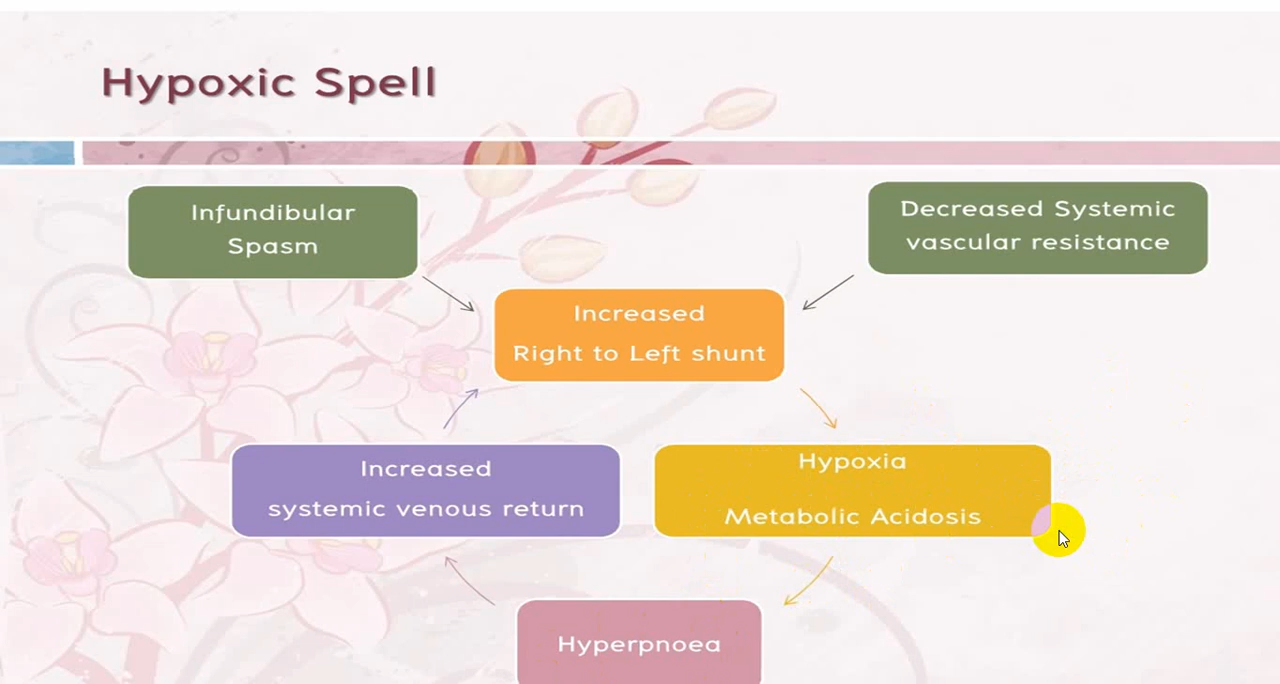 Hypoxic Spell
Infundibular
Spasm
Decreased Systemic
vascular resistance
Increased
Right to Left shunt
Increased
systemic venous return
Hypoxia
Metabolic Acidosis
Hyperpnoea